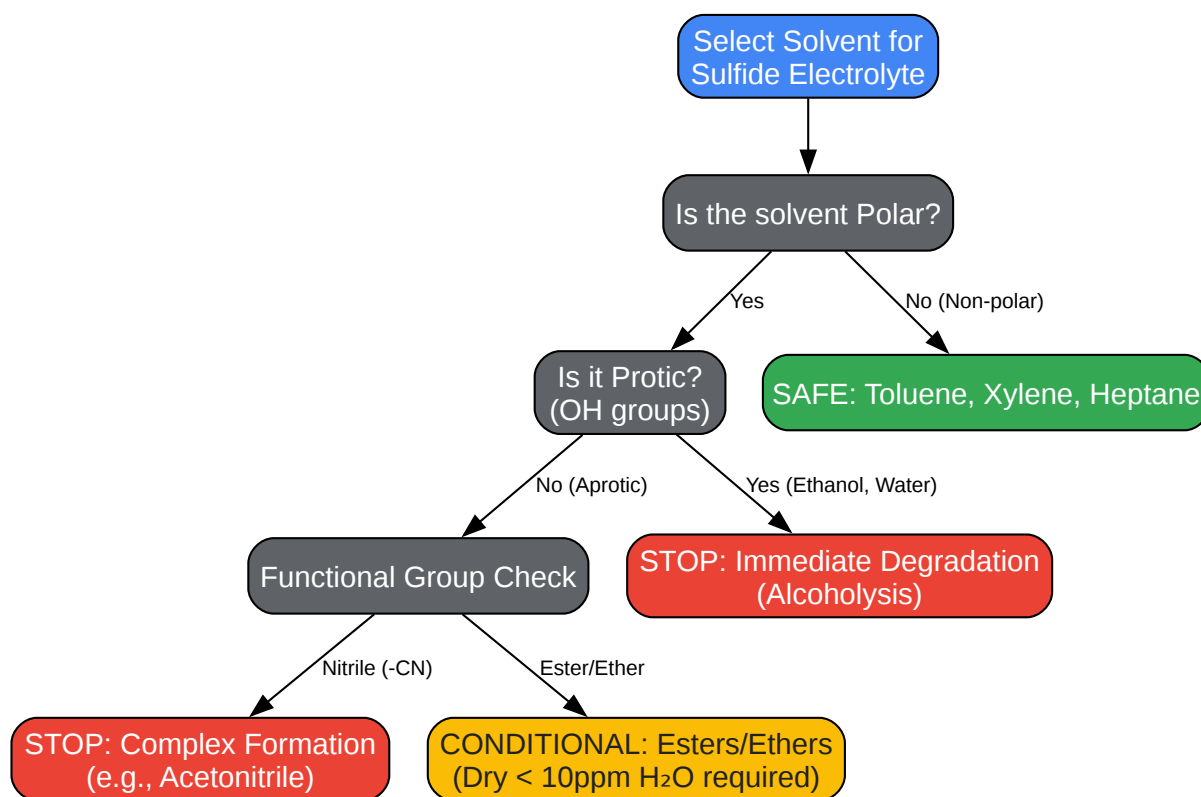 Select Solvent for
Sulfide Electrolyte
Is the solvent Polar?
Yes
No (Non-polar)
Is it Protic?
(OH groups)
SAFE: Toluene, Xylene, Heptane
No (Aprotic)
Yes (Ethanol, Water)
Functional Group Check
STOP: Immediate Degradation
(Alcoholysis)
Nitrile (-CN)
Ester/Ether
STOP: Complex Formation
(e.g., Acetonitrile)
CONDITIONAL: Esters/Ethers
(Dry < 10ppm H₂O required)